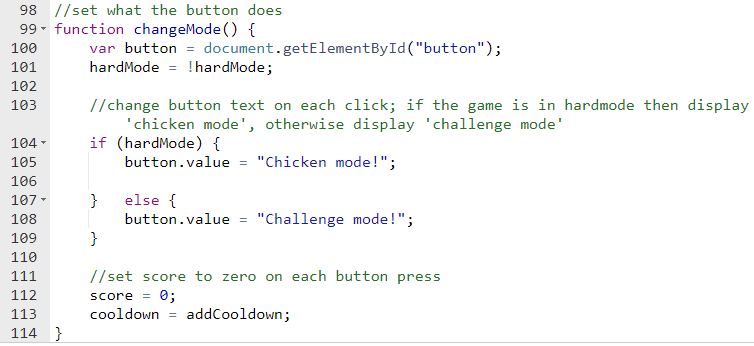 98 //set what the button does
99 function changeMode() {
100     var button = document.getElementById("button");
101     hardMode = !hardMode;
102
103     //change button text on each click; if the game is in hardmode then display
        'chicken mode', otherwise display 'challenge mode'
104     if (hardMode) {
105         button.value = "Chicken mode!";
106
107     }   else {
108         button.value = "Challenge mode!";
109     }
110
111     //set score to zero on each button press
112     score = 0;
113     cooldown = addCooldown;
114 }